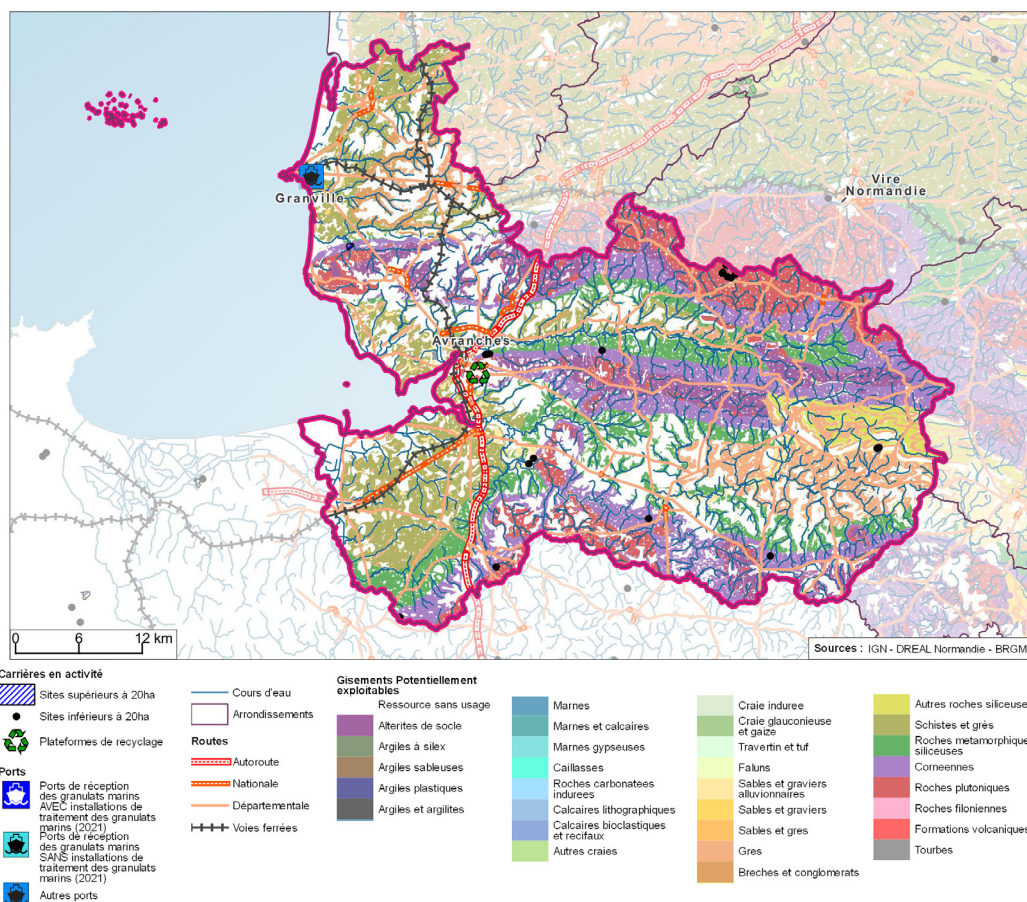 Vire
Normandie
Granville
Avranches
0 6 12 km
Sources : IGN - DREAL Normandie - BRGM
Carrières en activité
Sites supérieurs à 20ha
Sites inférieurs à 20ha
Plateformes de recyclage
Ports
Ports de réception
des granulats marins
AVEC installations de
traitement des granulats
marins (2021)
Ports de réception
des granulats marins
SANS installations de
traitement des granulats
marins (2021)
Autres ports
Cours d'eau
Arrondissements
Routes
Autoroute
Nationale
Départementale
Voies ferrées
Gisements Potentiellement
exploitables
Ressource sans usage
Alterites de socle
Argiles à silex
Argiles sableuses
Argiles plastiques
Argiles et argilites
Marnes
Marnes et calcaires
Marnes gypseuses
Caillasses
Roches carbonatees
indurees
Calcaires lithographiques
Calcaires bioclastiques
et recifaux
Autres craies
Craie induree
Craie glauconieuse
et gaize
Travertin et tuf
Faluns
Sables et graviers
alluvionnaires
Sables et graviers
Sables et gres
Gres
Breches et conglomerats
Autres roches siliceuse
Schistes et grès
Roches metamorphique
siliceuses
Corneennes
Roches plutoniques
Roches filoniennes
Formations volcaniques
Tourbes